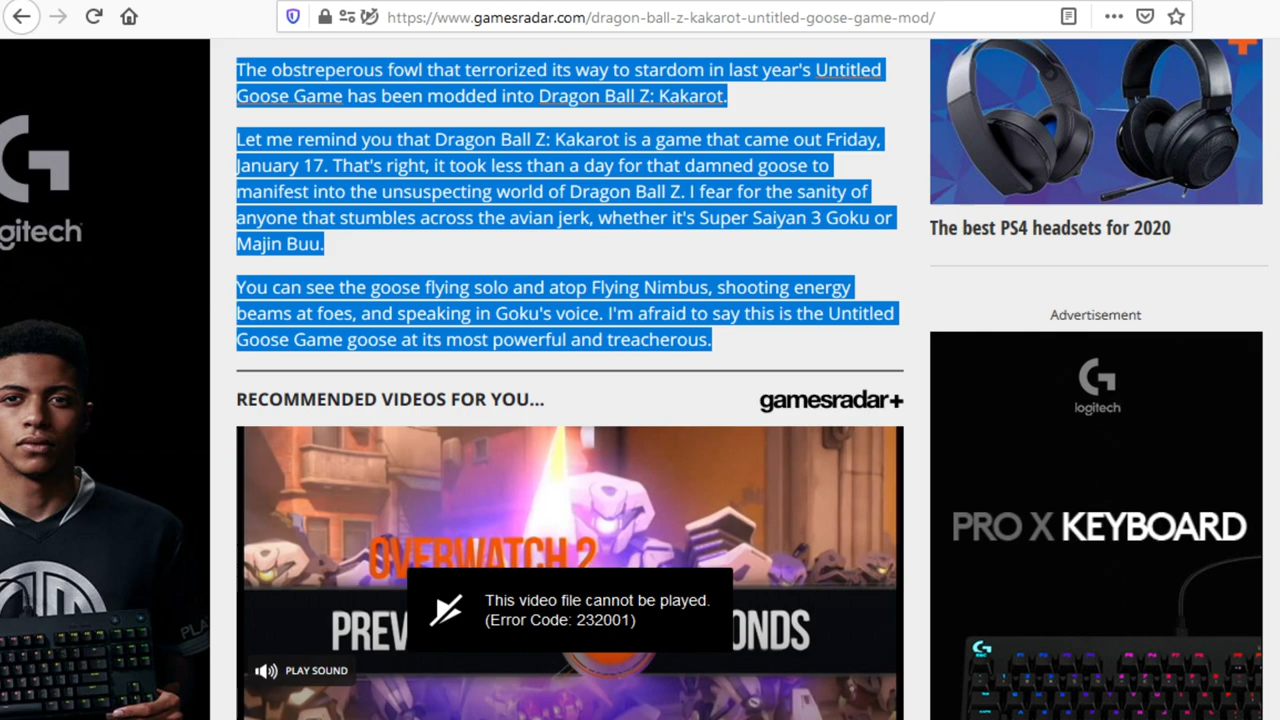 https://www.gamesradar.com/dragon-ball-z-kakarot-untitled-goose-game-mod/
The obstreperous fowl that terrorized its way to stardom in last year's Untitled
Goose Game has been modded into Dragon Ball Z: Kakarot.
Let me remind you that Dragon Ball Z: Kakarot is a game that came out Friday,
January 17. That's right, it took less than a day for that damned goose to
manifest into the unsuspecting world of Dragon Ball Z. I fear for the sanity of
anyone that stumbles across the avian jerk, whether it's Super Saiyan 3 Goku or
Majin Buu.
You can see the goose flying solo and atop Flying Nimbus, shooting energy
beams at foes, and speaking in Goku's voice. I'm afraid to say this is the Untitled
Goose Game goose at its most powerful and treacherous.
RECOMMENDED VIDEOS FOR YOU...
gamesradar+
OVERWATCH 2
PREV
ONDS
This video file cannot be played.
(Error Code: 232001)
PLAY SOUND
gitech
PLA
The best PS4 headsets for 2020
Advertisement
logitech
PRO X KEYBOARD